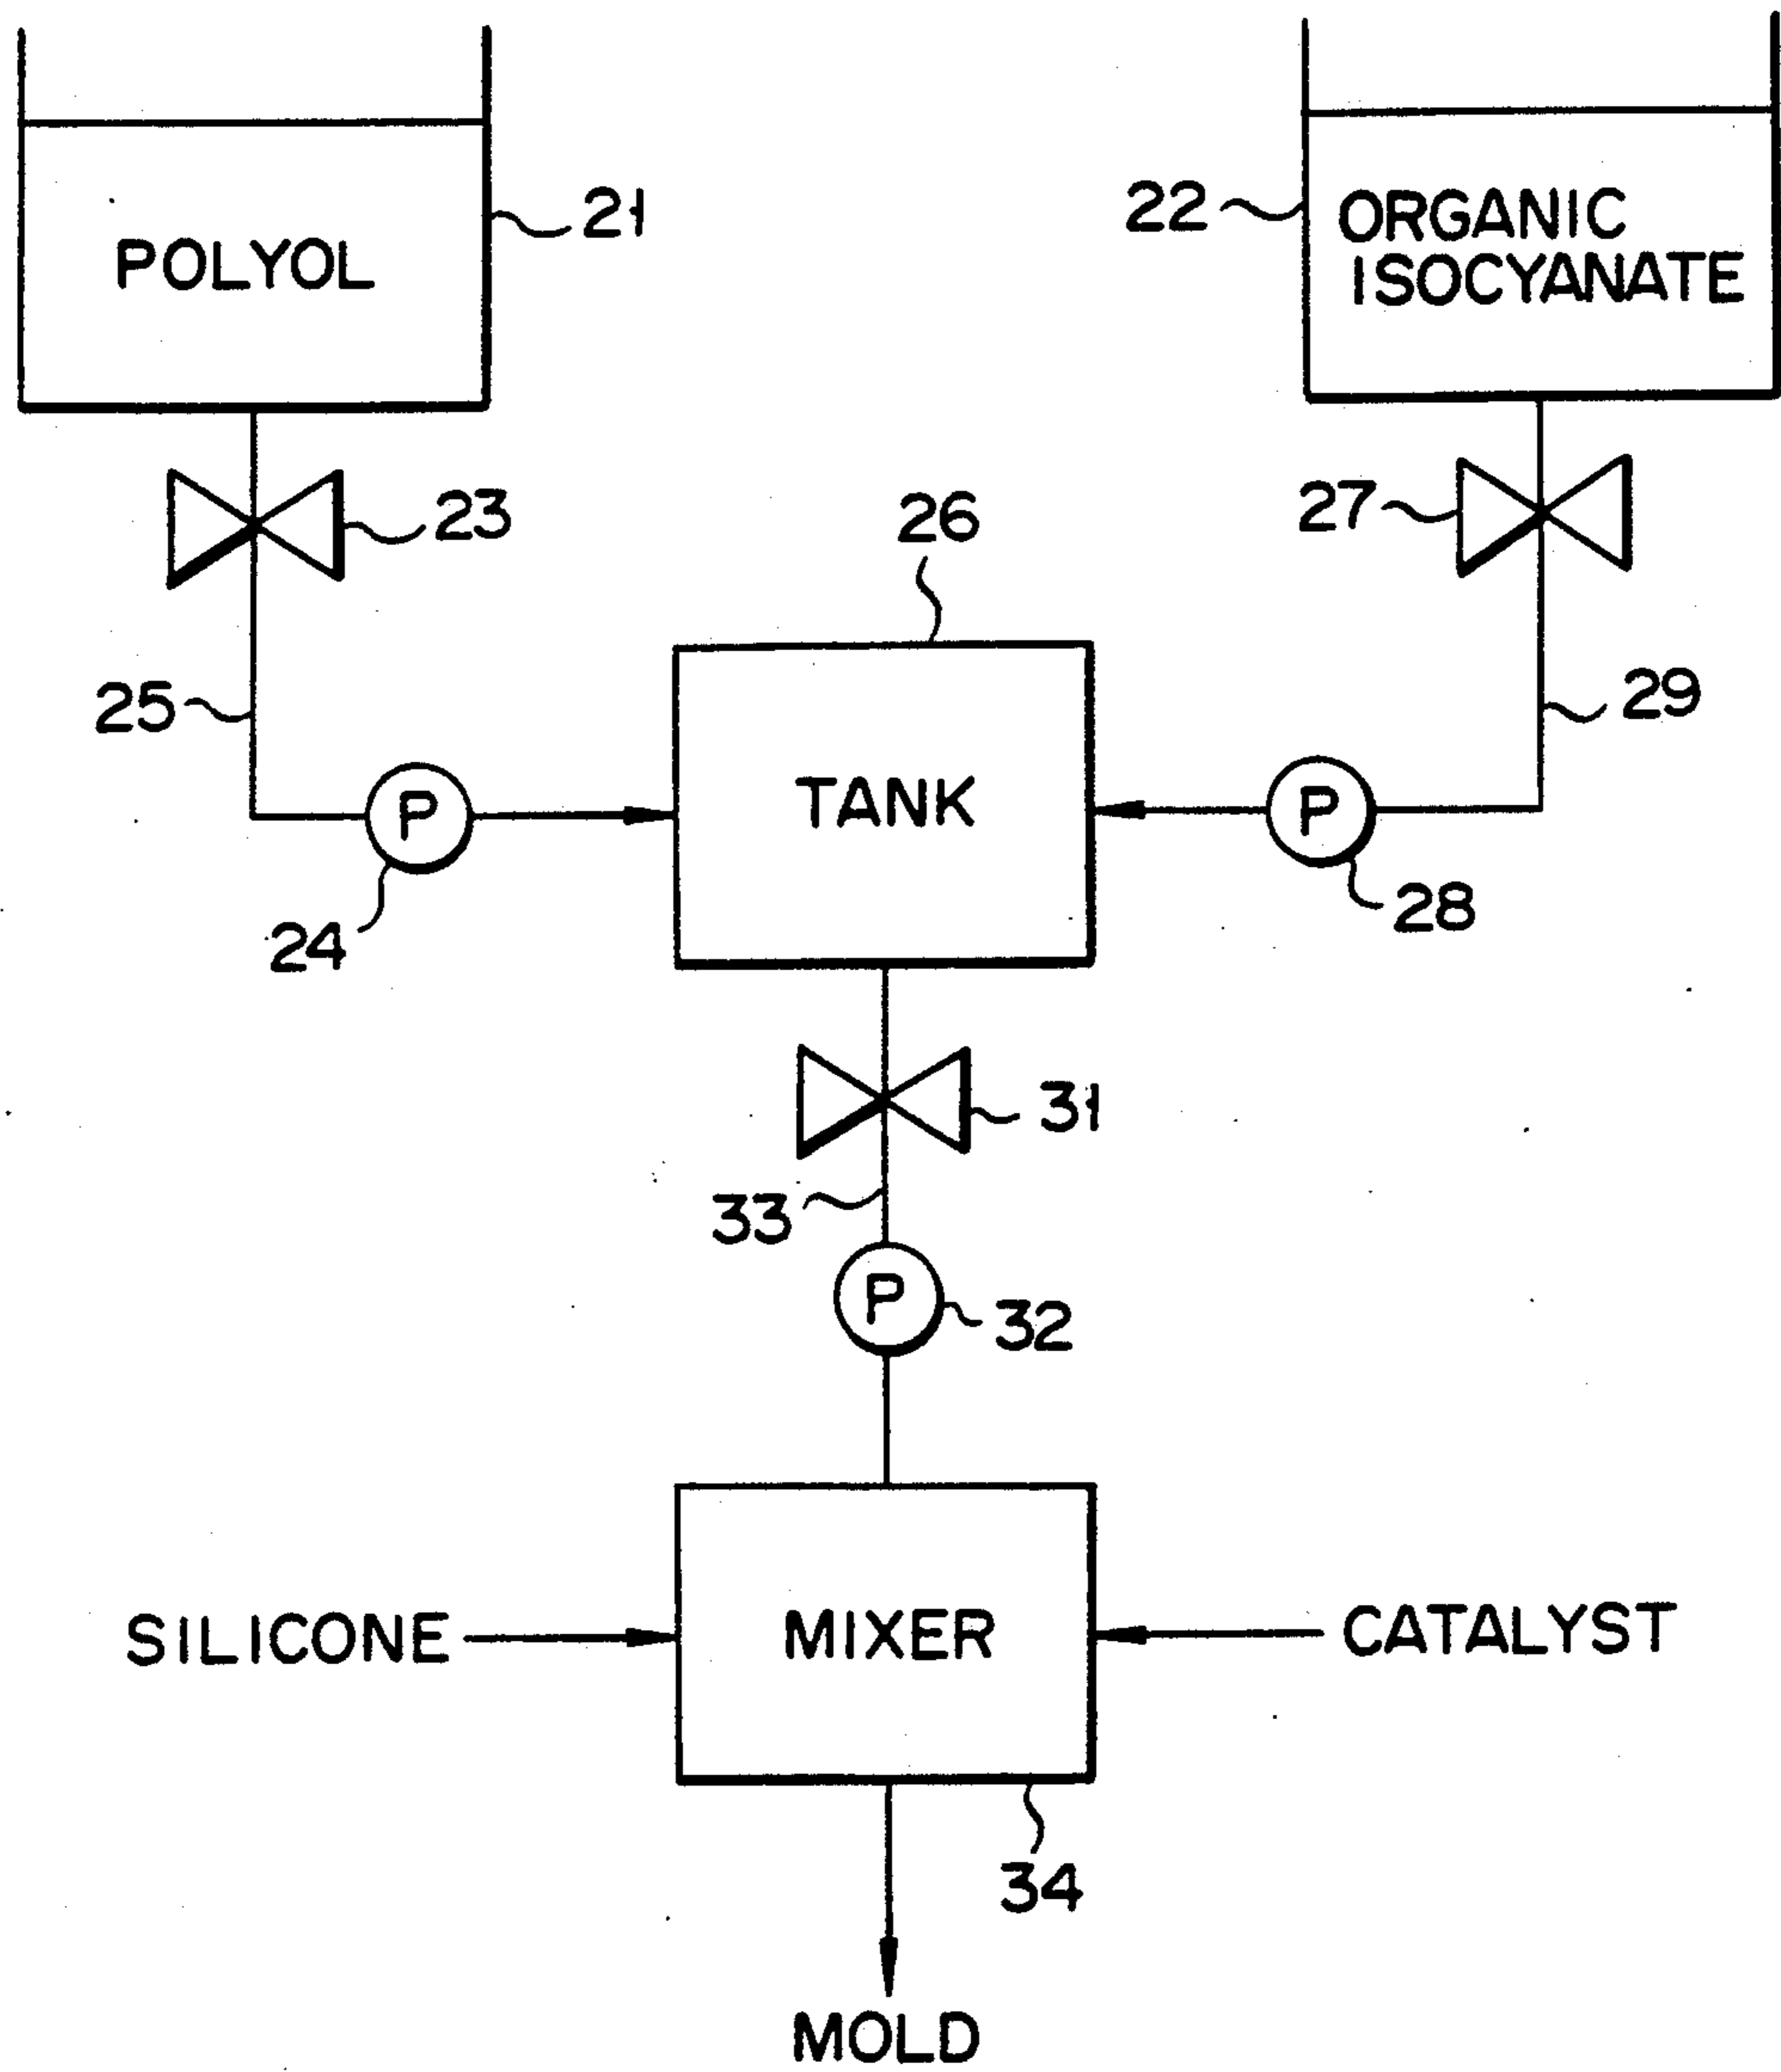 21
22
POLYOL
ORGANIC
ISOCYANATE
23
26
27
25
29
TANK
P
P
24
28
31
33
P
32
SILICONE
MIXER
CATALYST
34
MOLD